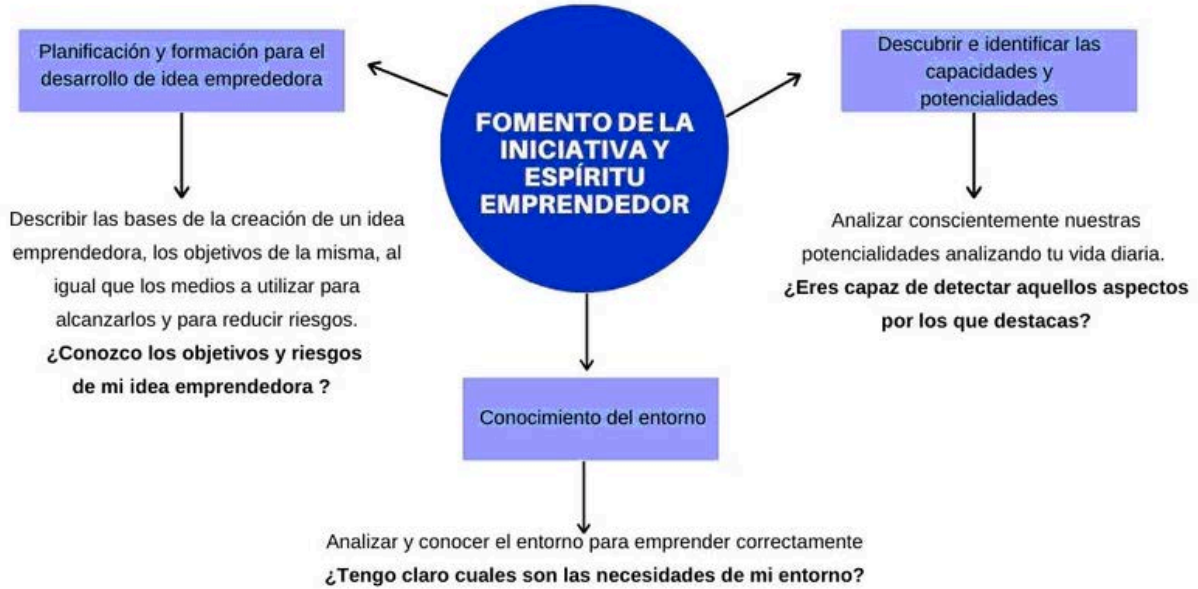 FOMENTO DE LA
INICIATIVA Y
ESPÍRITU
EMPRENDEDOR
Planificación y formación para el
desarrollo de idea empredeora
Describir las bases de la creación de un idea
emprendedora, los objetivos de la misma, al
igual que los medios a utilizar para
alcanzarlos y para reducir riesgos.
¿Conozco los objetivos y riesgos
de mi idea emprendedora ?
Descubrir e identificar las
capacidades y
potencialidades
Analizar conscientemente nuestras
potencialidades analizando tu vida diaria.
¿Eres capaz de detectar aquellos aspectos
por los que destacas?
Conocimiento del entorno
Analizar y conocer el entorno para emprender correctamente
¿Tengo claro cuales son las necesidades de mi entorno?